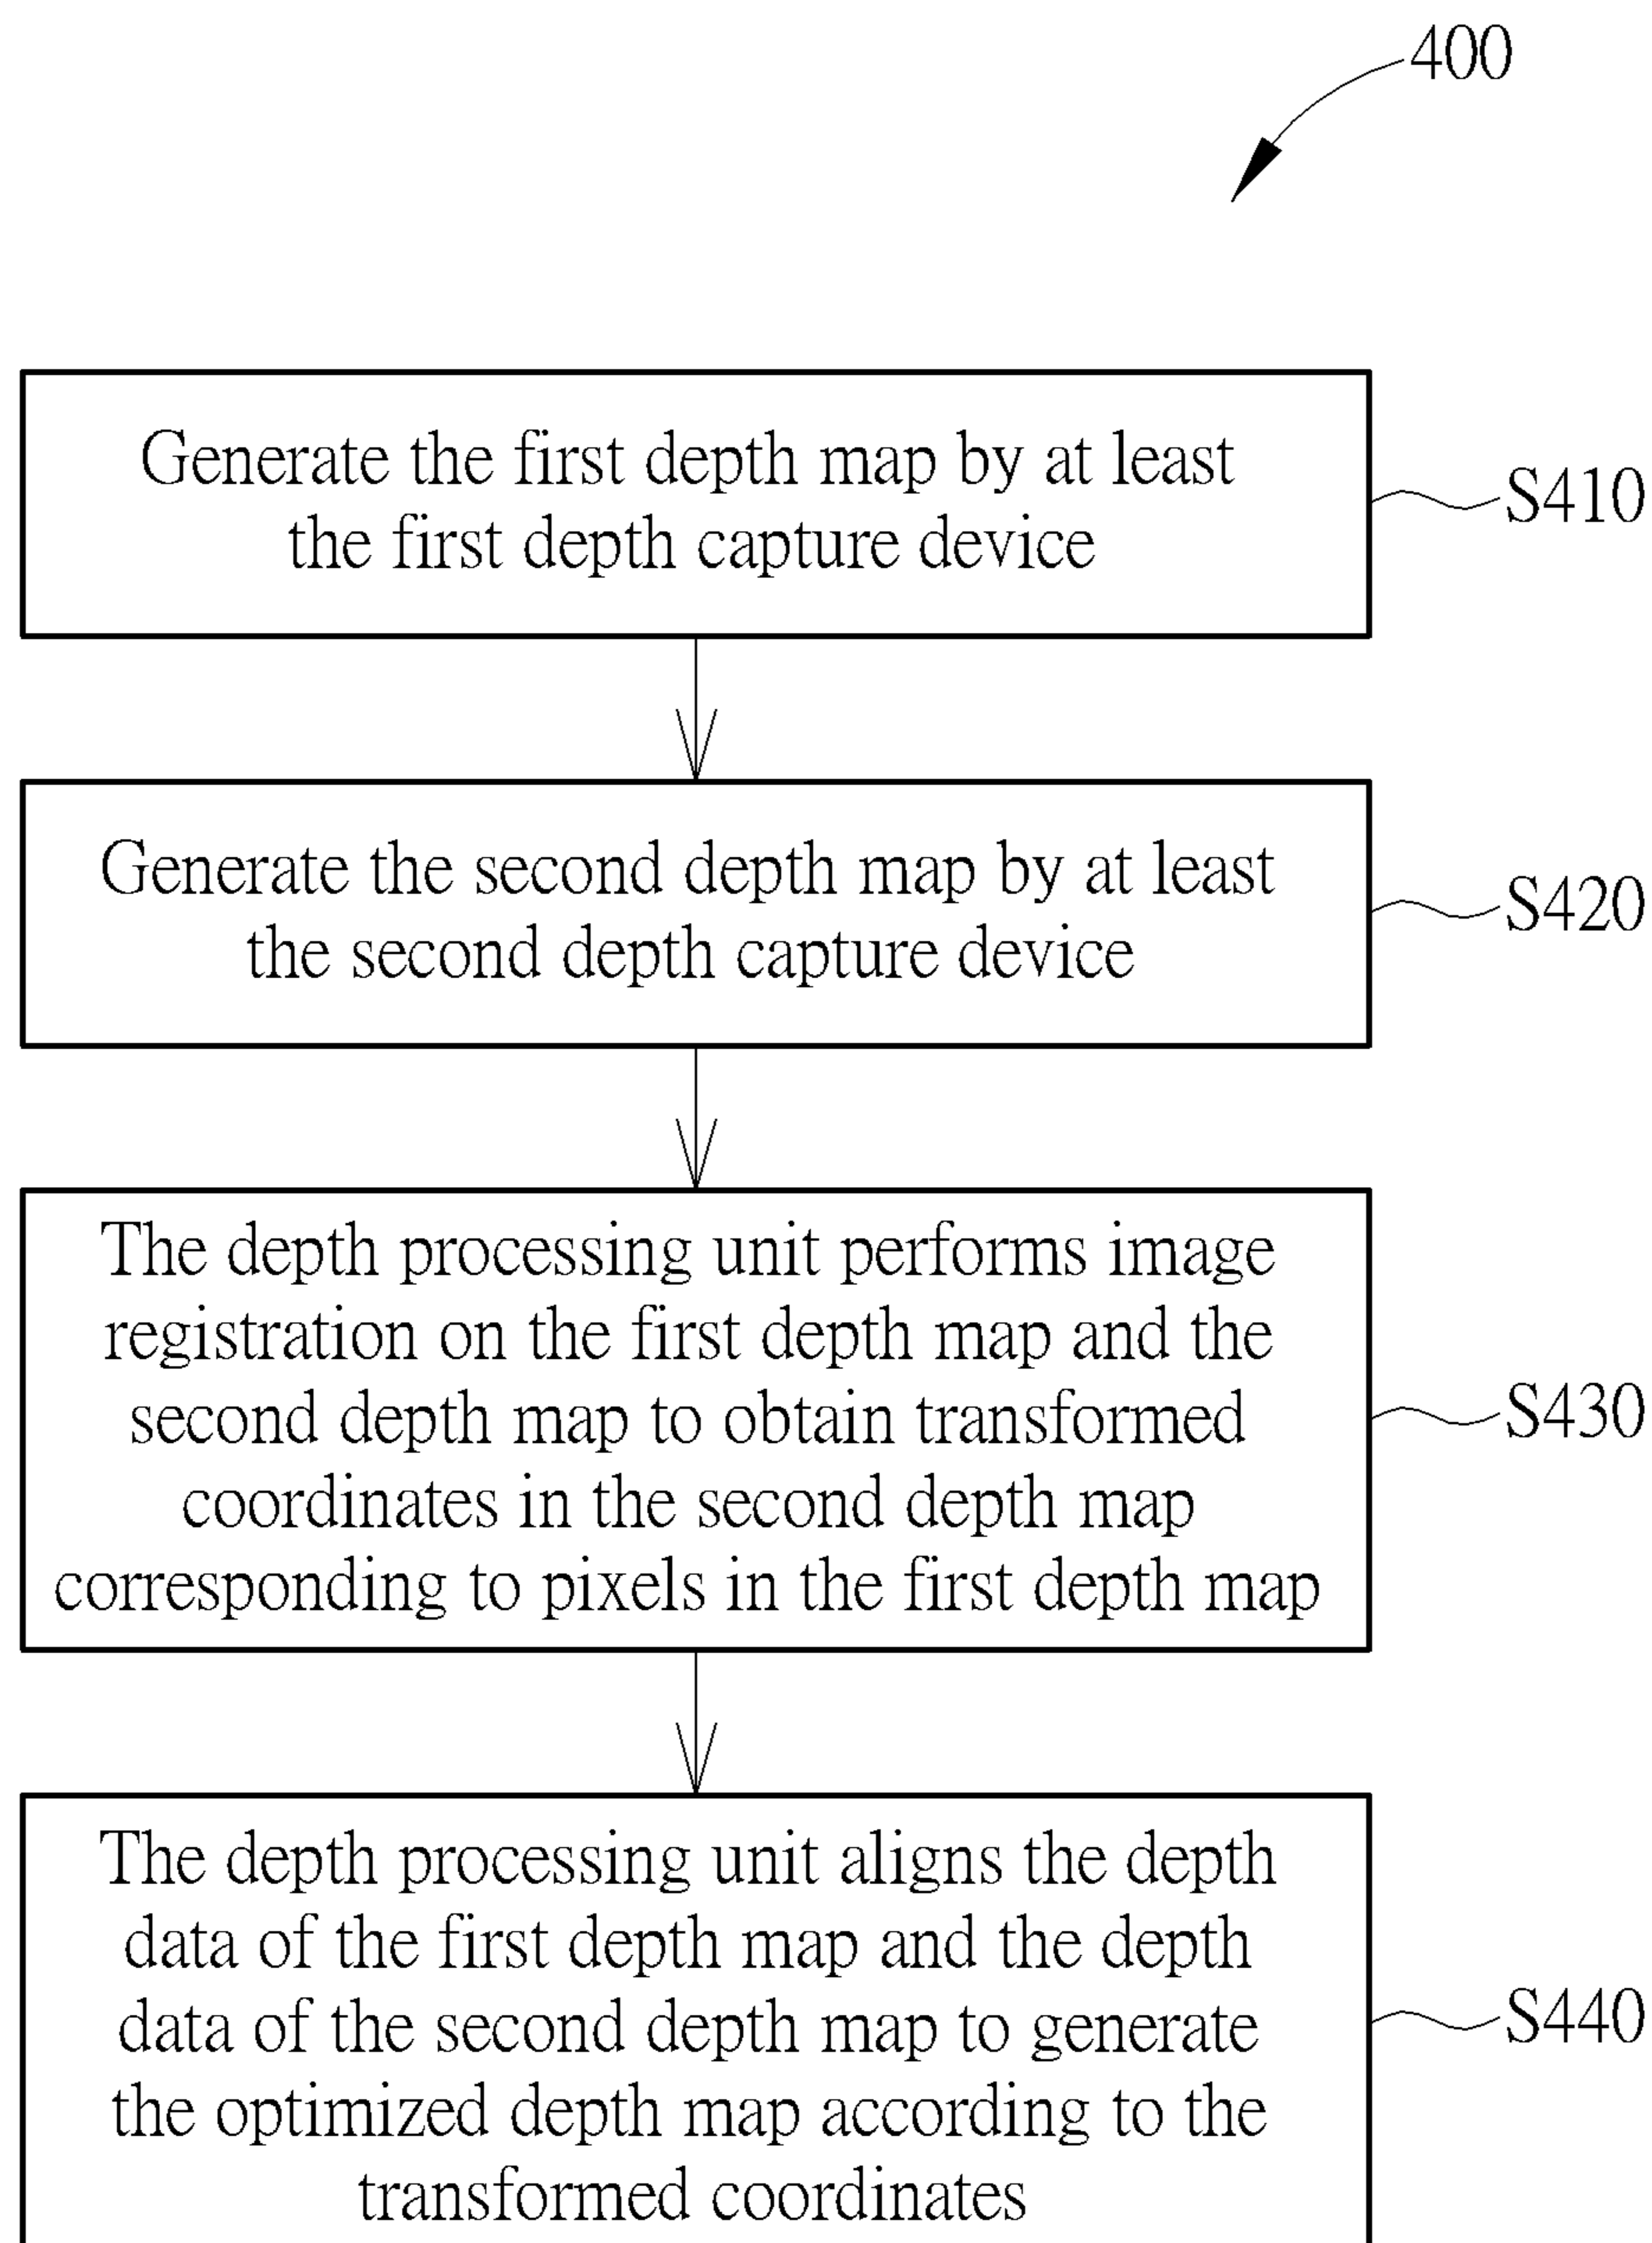 400
Generate the first depth map by at least
the first depth capture device
S410
Generate the second depth map by at least
the second depth capture device
S420
The depth processing unit performs image
registration on the first depth map and the
second depth map to obtain transformed
coordinates in the second depth map
corresponding to pixels in the first depth map
S430
The depth processing unit aligns the depth
data of the first depth map and the depth
data of the second depth map to generate
the optimized depth map according to the
transformed coordinates
S440